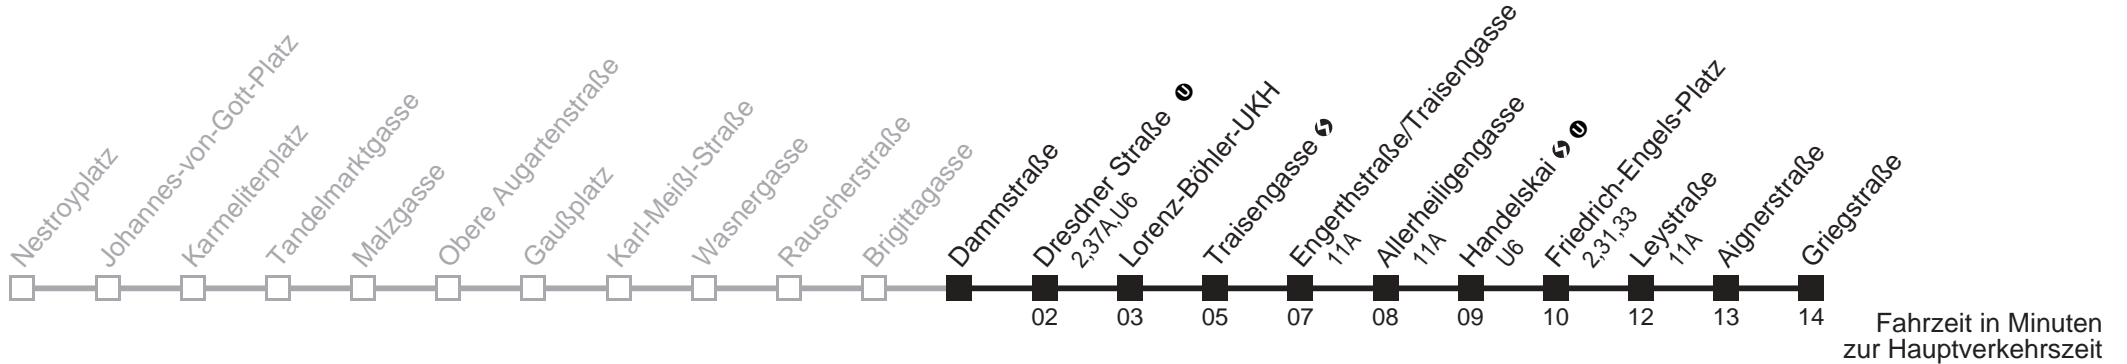 Nestroyplatz
Johannes-von-Gott-Platz
Karmeliterplatz
Tandelmarktgasse
Malzgasse
Obere Augartenstraße
Gaußplatz
Karl-Meißl-Straße
Wasnergasse
Rauscherstraße
Brigittagasse
Dammstraße
Dresdner Straße U
2,37A,U6
Lorenz-Böhler-UKH
Traisengasse S
Engerthstraße/Traisengasse
11A
Allerheiligengasse
11A
Handelskai S U
U6
Friedrich-Engels-Platz
2,31,33
Leystraße
11A
Aignerstraße
Griegstraße
02 03 05 07 08 09 10 12 13 14
Fahrzeit in Minuten
zur Hauptverkehrszeit